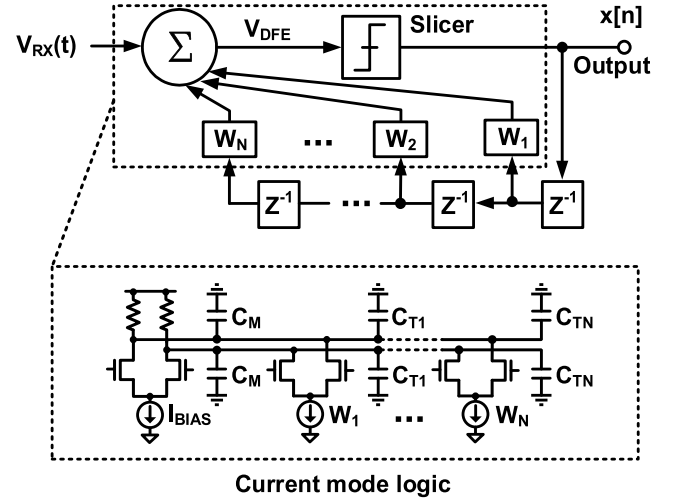 x[n]
V_RX(t)
Σ
V_DFE
Slicer
Output
W_N
...
W_2
W_1
Z^-1
...
Z^-1
Z^-1
C_M
C_T1
C_TN
C_M
C_T1
C_TN
I_BIAS
W_1
...
W_N
Current mode logic